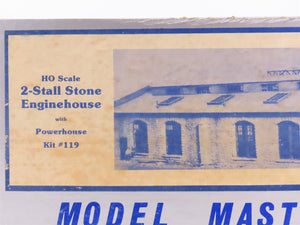 HO Scale
2-Stall Stone
Enginehouse
with
Powerhouse
Kit #119
MODEL MAST